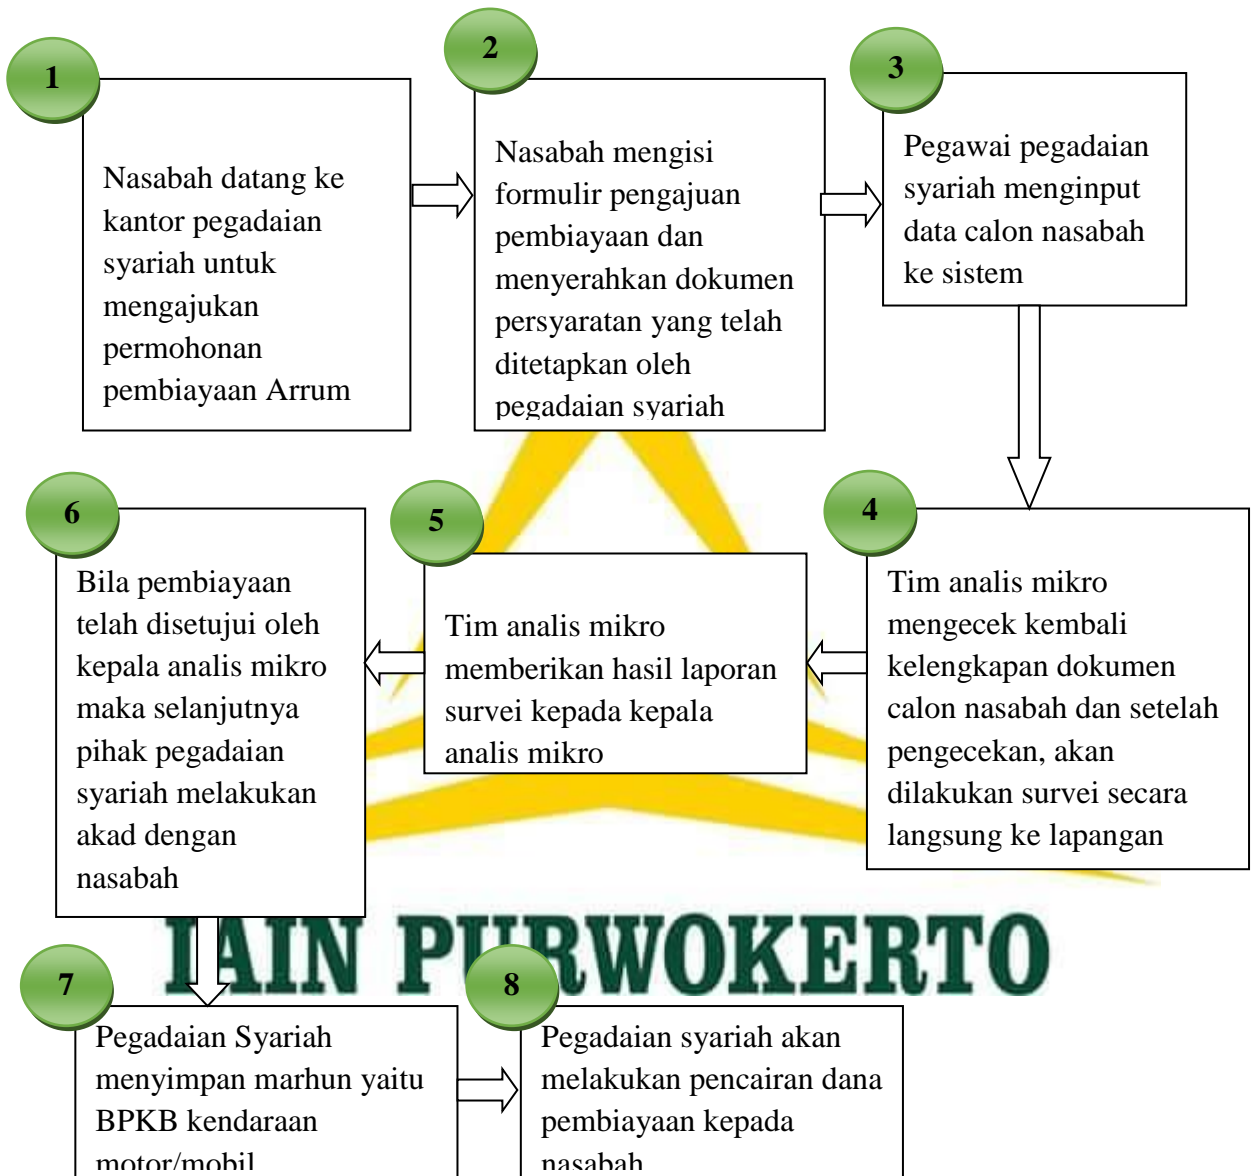 1
Nasabah datang ke
kantor pegadaian
syariah untuk
mengajukan
permohonan
pembiayaan Arrum
2
Nasabah mengisi
formulir pengajuan
pembiayaan dan
menyerahkan dokumen
persyaratan yang telah
ditetapkan oleh
pegadaian syariah
3
Pegawai pegadaian
syariah menginput
data calon nasabah
ke sistem
4
Tim analis mikro
mengecek kembali
kelengkapan dokumen
calon nasabah dan setelah
pengecekan, akan
dilakukan survei secara
langsung ke lapangan
5
Tim analis mikro
memberikan hasil laporan
survei kepada kepala
analis mikro
6
Bila pembiayaan
telah disetujui oleh
kepala analis mikro
maka selanjutnya
pihak pegadaian
syariah melakukan
akad dengan
nasabah
IAIN PURWOKERTO
7
Pegadaian Syariah
menyimpan marhun yaitu
BPKB kendaraan
motor/mobil
8
Pegadaian syariah akan
melakukan pencairan dana
pembiayaan kepada
nasabah